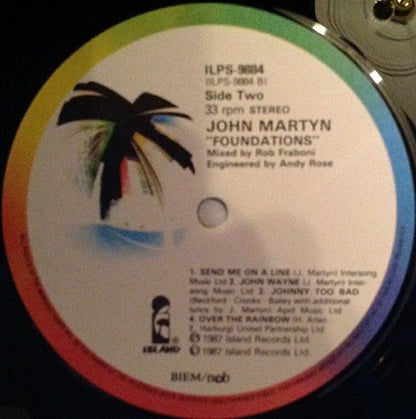 ILPS-9884
(ILPS-9884 B)
Side Two
33 rpm STEREO
JOHN MARTYN
"FOUNDATIONS"
Mixed by Rob Fraboni
Engineered by Andy Rose
1. SEND ME ON A LINE (J. Martyn) Intersong
Music Ltd 2. JOHN WAYNE (J. Martyn) Inter-
song Music Ltd 3. JOHNNY TOO BAD
(Beckford - Crooks - Bailey with additional
lyrics by J. Martyn) April Music Ltd
4. OVER THE RAINBOW (H. Arlen -
E. Harburg) United Partnership Ltd
Ⓟ 1987 Island Records Ltd.
© 1987 Island Records Ltd.
ISLAND
BIEM/ncb